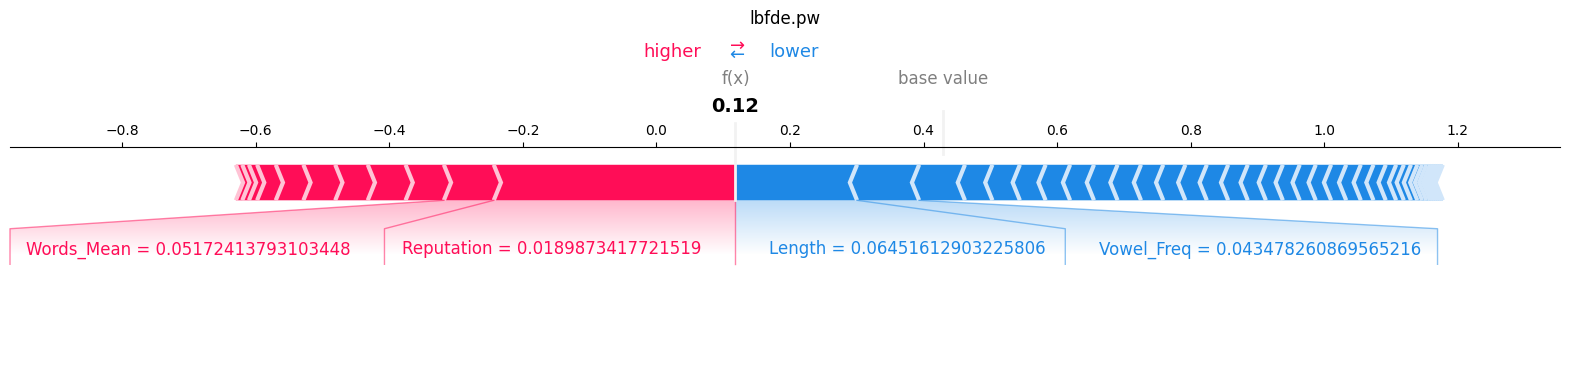 lbfde.pw
higher ⇄ lower
f(x) base value
0.12
−0.8 −0.6 −0.4 −0.2 0.0 0.2 0.4 0.6 0.8 1.0 1.2
Words_Mean = 0.05172413793103448 Reputation = 0.0189873417721519 Length = 0.06451612903225806 Vowel_Freq = 0.043478260869565216